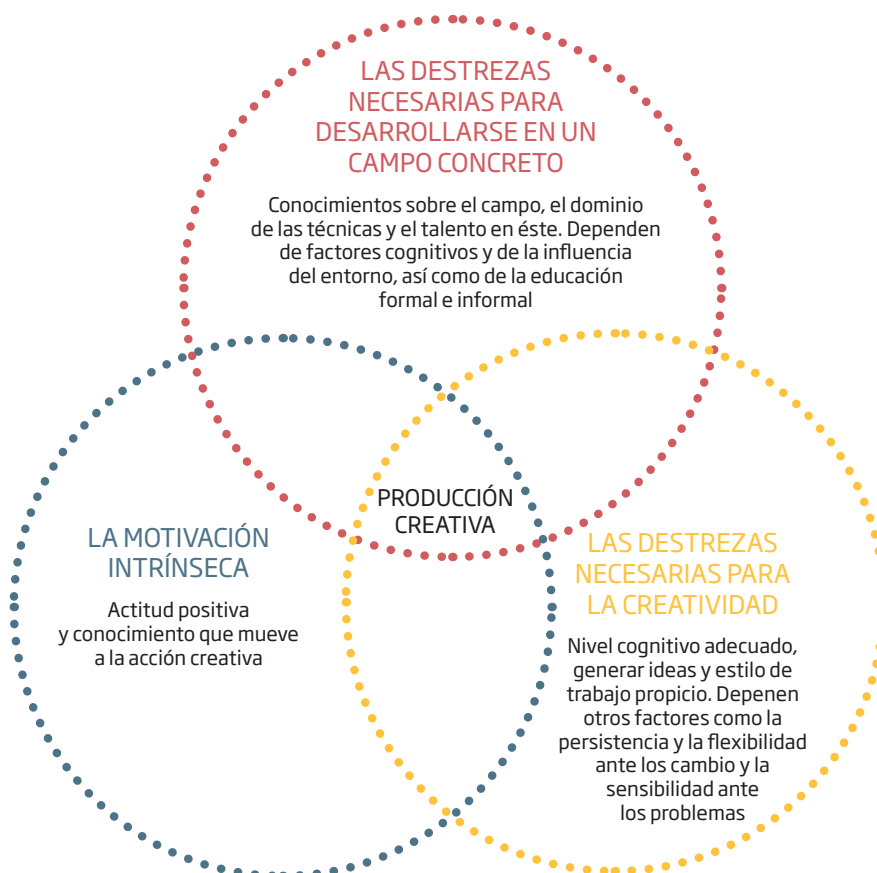 LAS DESTREZAS
NECESARIAS PARA
DESARROLLARSE EN UN
CAMPO CONCRETO
Conocimientos sobre el campo, el dominio
de las técnicas y el talento en éste. Dependen
de factores cognitivos y de la influencia
del entorno, así como de la educación
formal e informal
PRODUCCIÓN
CREATIVA
LA MOTIVACIÓN
INTRÍNSECA
Actitud positiva
y conocimiento que mueve
a la acción creativa
LAS DESTREZAS
NECESARIAS PARA
LA CREATIVIDAD
Nivel cognitivo adecuado,
generar ideas y estilo de
trabajo propicio. Depenen
otros factores como la
persistencia y la flexibilidad
ante los cambio y la
sensibilidad ante
los problemas